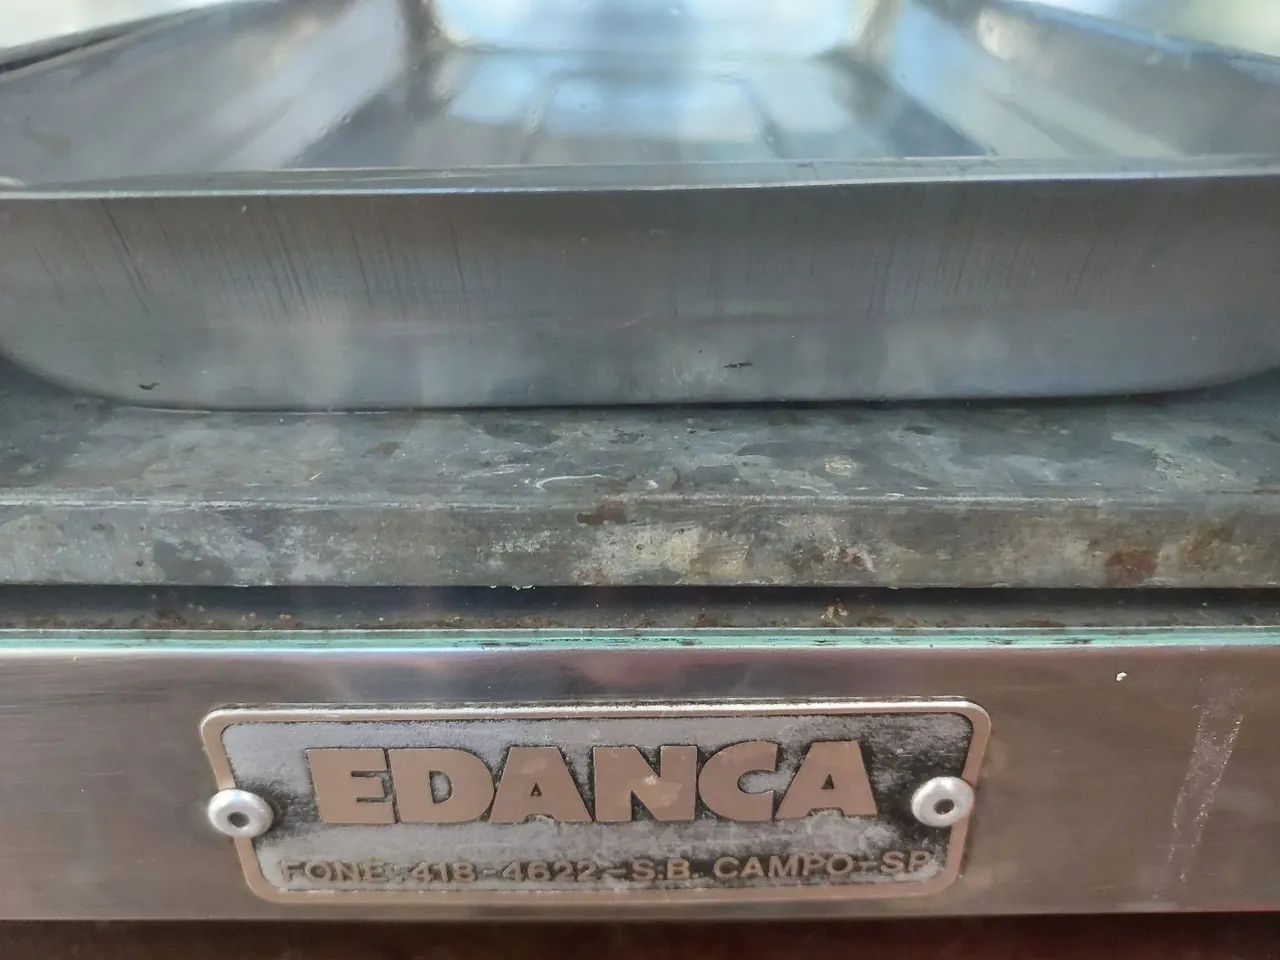 EDANCA
FONE 418-4622-S.B. CAMPO-SP